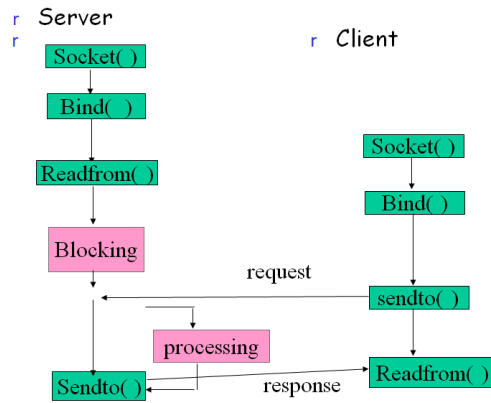 r Server
r
Socket( )
Bind( )
Readfrom( )
Blocking
processing
Sendto( )
r Client
Socket( )
Bind( )
request
sendto( )
response
Readfrom( )